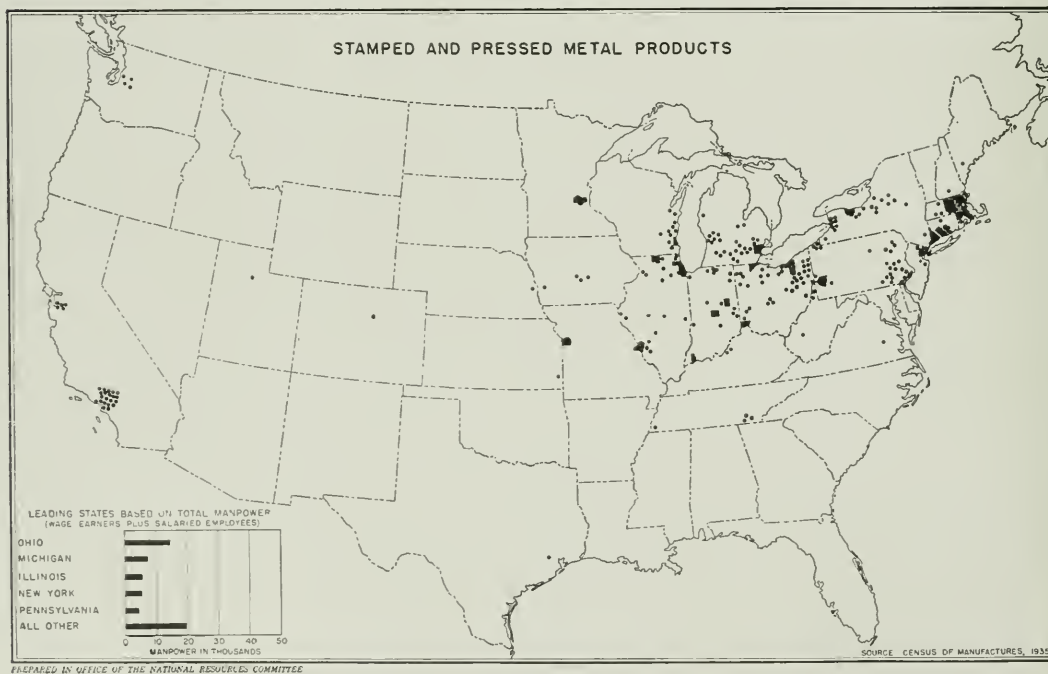 STAMPED AND PRESSED METAL PRODUCTS
LEADING STATES BASED ON TOTAL MANPOWER
(WAGE EARNERS PLUS SALARIED EMPLOYEES)
OHIO
MICHIGAN
ILLINOIS
NEW YORK
PENNSYLVANIA
ALL OTHER
0 10 20 30 40 50
MANPOWER IN THOUSANDS
SOURCE CENSUS OF MANUFACTURES, 1935
PREPARED IN OFFICE OF THE NATIONAL RESOURCES COMMITTEE